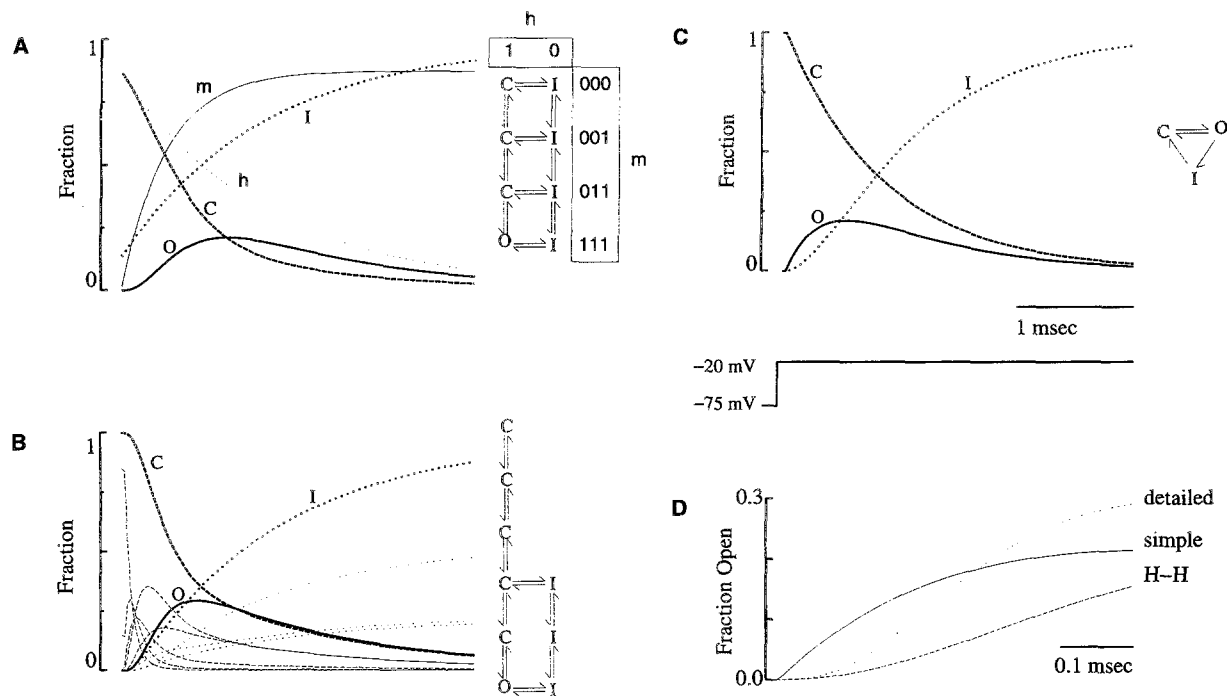 A
1
Fraction
0
m
I
h
C
O
h
1 0
C I 000
C I 001
C I 011
O I 111
m
B
1
Fraction
0
C
I
O
C
C
C
C I
C I
O I
C
1
Fraction
0
C
I
O
C O
I
1 msec
−20 mV
−75 mV
D
0.3
Fraction Open
0.0
detailed
simple
H−H
0.1 msec